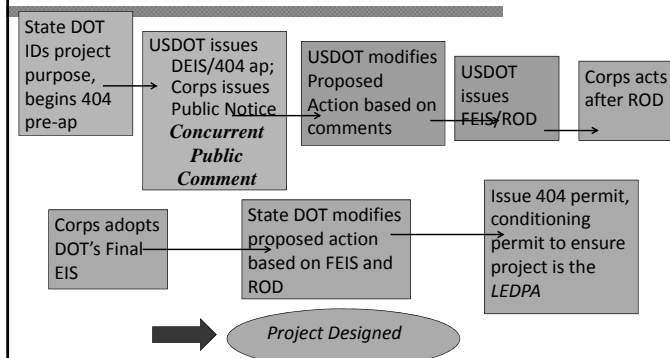 State DOT
IDs project
purpose,
begins 404
pre-ap
USDOT issues
DEIS/404 ap;
Corps issues
Public Notice
Concurrent
Public
Comment
USDOT modifies
Proposed
Action based on
comments
USDOT
issues
FEIS/ROD
Corps acts
after ROD
Corps adopts
DOT's Final
EIS
State DOT modifies
proposed action
based on FEIS and
ROD
Issue 404 permit,
conditioning
permit to ensure
project is the
LEDPA
Project Designed